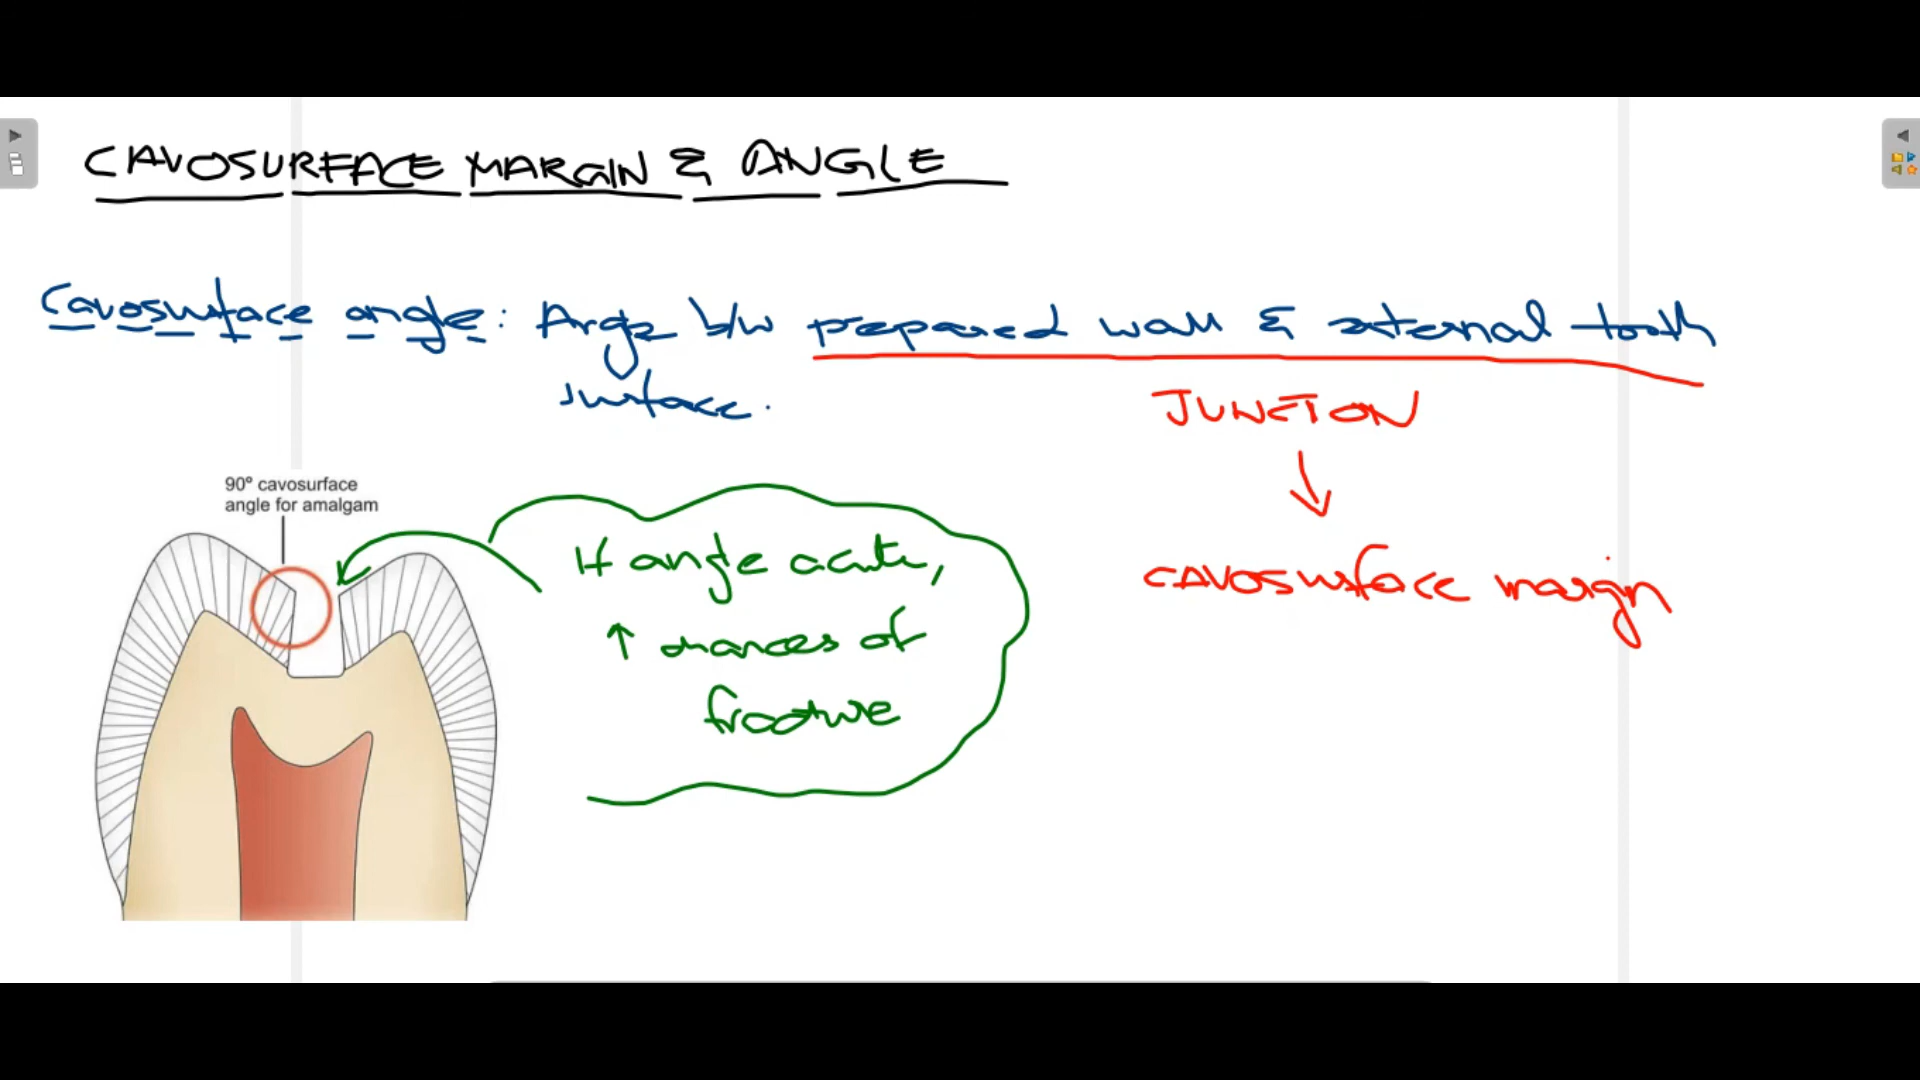 CAVOSURFACE MARGIN & ANGLE
Cavosurface angle: Angle b/w prepared wall & external tooth
surface.
JUNCTION
↓
CAVOSurface margin
90º cavosurface
angle for amalgam
If angle acute,
↑ chances of
fracture